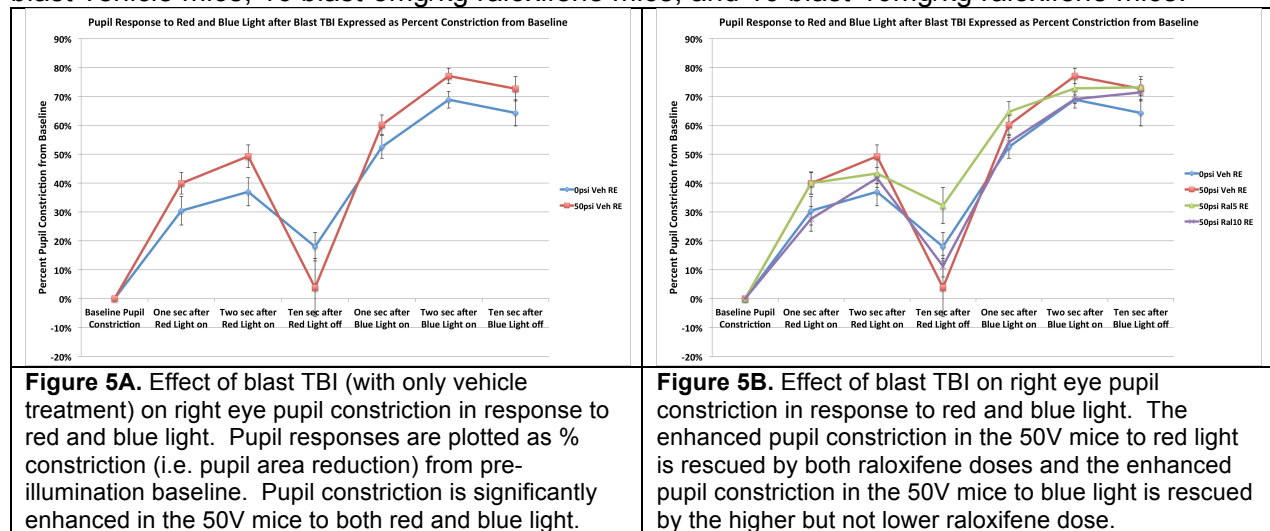 blast vehicle mice, 10 blast 5mg/kg raloxifene mice, and 10 blast 10mg/kg raloxifene mice.
Pupil Response to Red and Blue Light after Blast TBI Expressed as Percent Constriction from Baseline
Percent Pupil Constriction from Baseline
90%
80%
70%
60%
50%
40%
30%
20%
10%
0%
-10%
-20%
Baseline Pupil Constriction
One sec after Red Light on
Two sec after Red Light on
Ten sec after Red Light off
One sec after Blue Light on
Two sec after Blue Light on
Ten sec after Blue Light off
0psi Veh RE
50psi Veh RE
Figure 5A. Effect of blast TBI (with only vehicle
treatment) on right eye pupil constriction in response to
red and blue light. Pupil responses are plotted as %
constriction (i.e. pupil area reduction) from pre-
illumination baseline. Pupil constriction is significantly
enhanced in the 50V mice to both red and blue light.
Pupil Response to Red and Blue Light after Blast TBI Expressed as Percent Constriction from Baseline
Percent Pupil Constriction from Baseline
90%
80%
70%
60%
50%
40%
30%
20%
10%
0%
-10%
-20%
Baseline Pupil Constriction
One sec after Red Light on
Two sec after Red Light on
Ten sec after Red Light off
One sec after Blue Light on
Two sec after Blue Light on
Ten sec after Blue Light off
0psi Veh RE
50psi Veh RE
50psi Ral5 RE
50psi Ral10 RE
Figure 5B. Effect of blast TBI on right eye pupil
constriction in response to red and blue light. The
enhanced pupil constriction in the 50V mice to red light
is rescued by both raloxifene doses and the enhanced
pupil constriction in the 50V mice to blue light is rescued
by the higher but not lower raloxifene dose.